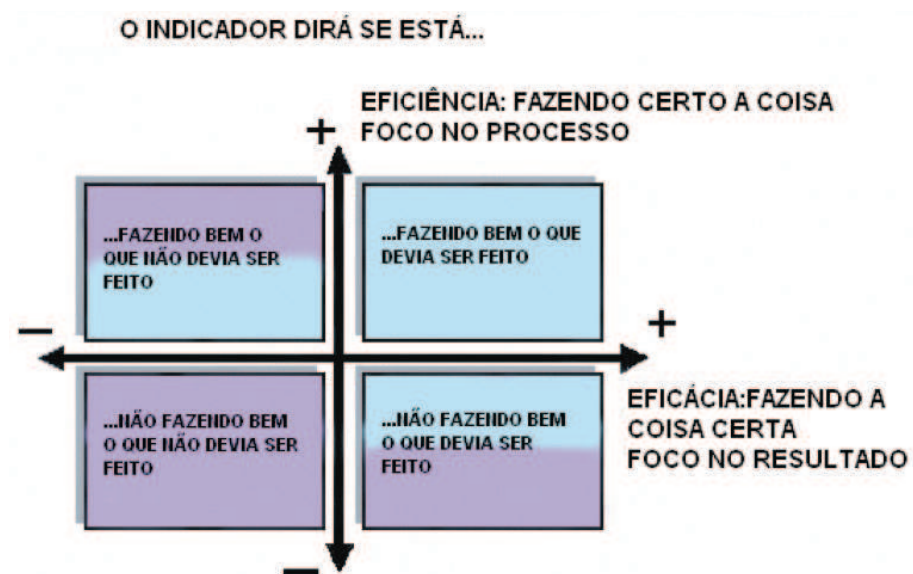 O INDICADOR DIRÁ SE ESTÁ...
EFICIÊNCIA: FAZENDO CERTO A COISA
FOCO NO PROCESSO
+
...FAZENDO BEM O
QUE NÃO DEVIA SER
FEITO
...FAZENDO BEM O QUE
DEVIA SER FEITO
–
+
...NÃO FAZENDO BEM
O QUE NÃO DEVIA SER
FEITO
...NÃO FAZENDO BEM
O QUE DEVIA SER
FEITO
EFICÁCIA:FAZENDO A
COISA CERTA
FOCO NO RESULTADO
–